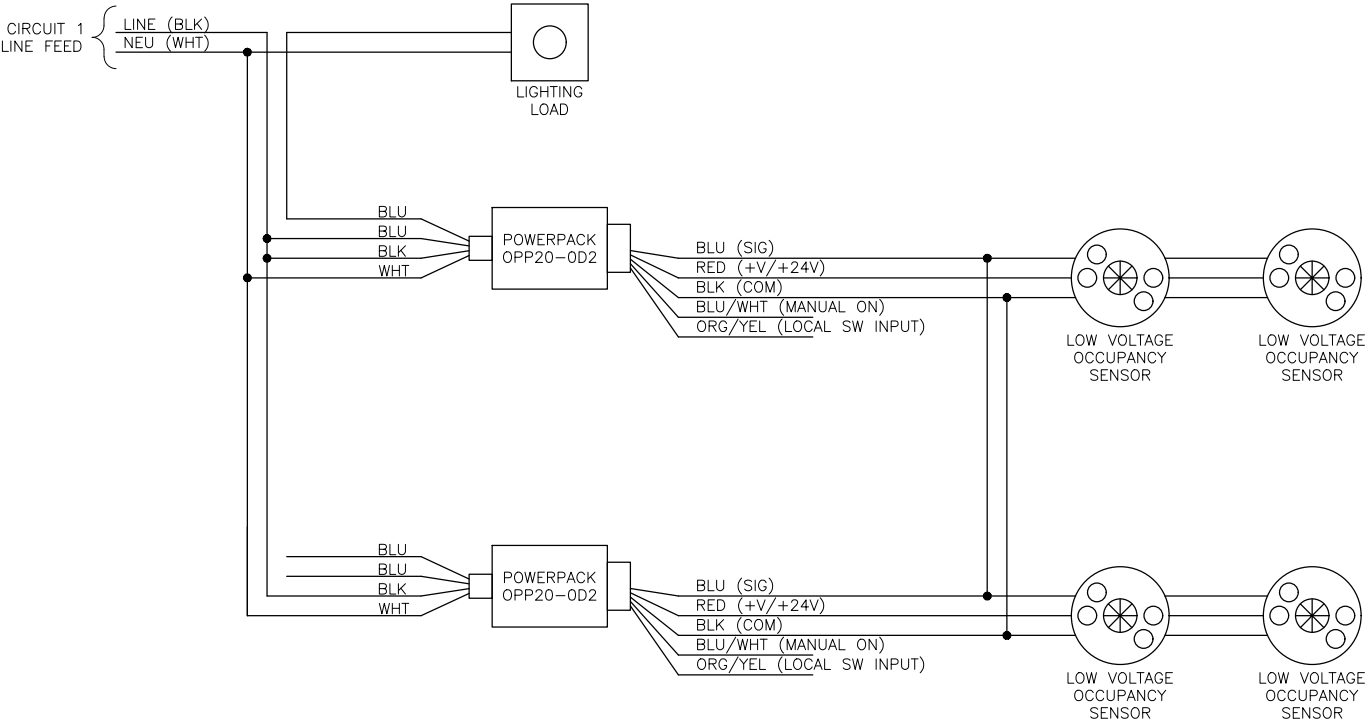 CIRCUIT 1
LINE FEED
LINE (BLK)
NEU (WHT)
LIGHTING
LOAD
BLU
BLU
BLK
WHT
POWERPACK
OPP20-0D2
BLU (SIG)
RED (+V/+24V)
BLK (COM)
BLU/WHT (MANUAL ON)
ORG/YEL (LOCAL SW INPUT)
LOW VOLTAGE
OCCUPANCY
SENSOR
LOW VOLTAGE
OCCUPANCY
SENSOR
BLU
BLU
BLK
WHT
POWERPACK
OPP20-0D2
BLU (SIG)
RED (+V/+24V)
BLK (COM)
BLU/WHT (MANUAL ON)
ORG/YEL (LOCAL SW INPUT)
LOW VOLTAGE
OCCUPANCY
SENSOR
LOW VOLTAGE
OCCUPANCY
SENSOR